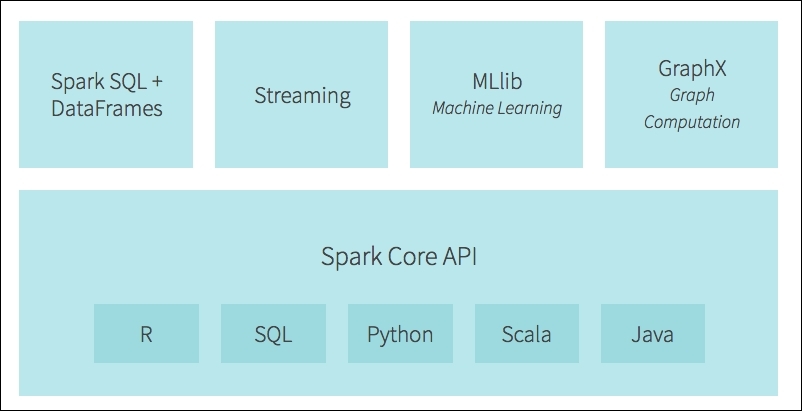 Spark SQL +
DataFrames
Streaming
MLlib
Machine Learning
GraphX
Graph
Computation
Spark Core API
R
SQL
Python
Scala
Java